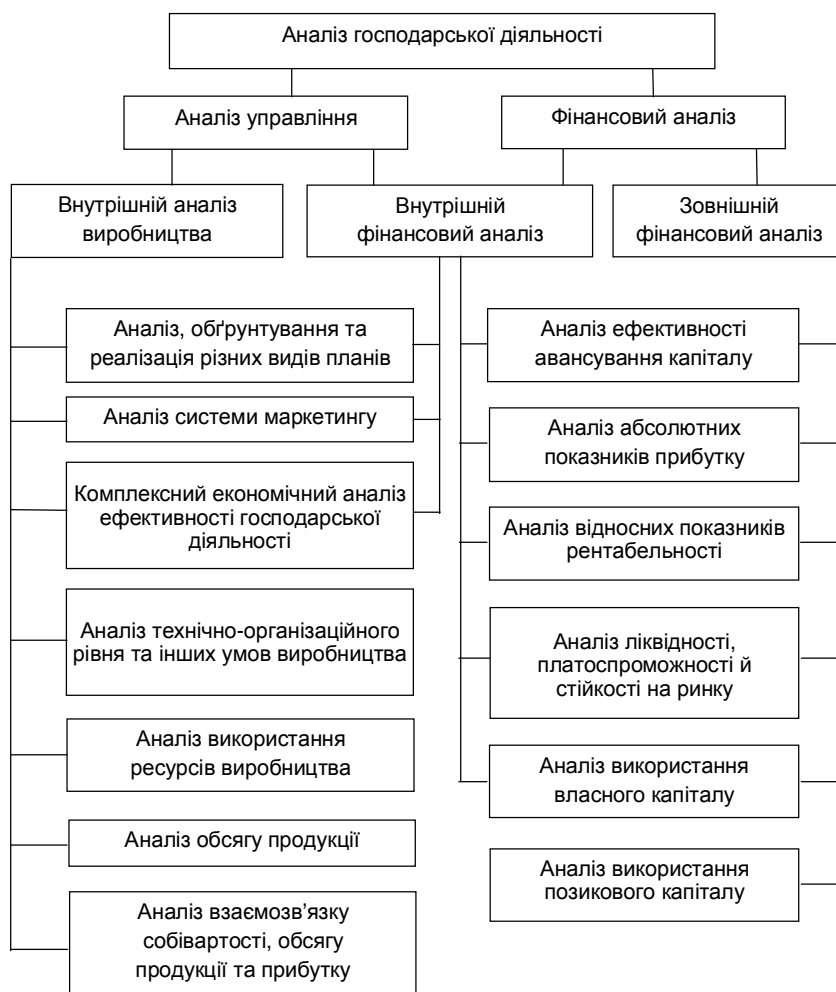 Аналіз господарської діяльності
Аналіз управління
Фінансовий аналіз
Внутрішній аналіз
виробництва
Внутрішній
фінансовий аналіз
Зовнішній
фінансовий аналіз
Аналіз, обґрунтування та
реалізація різних видів планів
Аналіз системи маркетингу
Комплексний економічний аналіз
ефективності господарської
діяльності
Аналіз технічно-організаційного
рівня та інших умов виробництва
Аналіз використання
ресурсів виробництва
Аналіз обсягу продукції
Аналіз взаємозв’язку
собівартості, обсягу
продукції та прибутку
Аналіз ефективності
авансування капіталу
Аналіз абсолютних
показників прибутку
Аналіз відносних показників
рентабельності
Аналіз ліквідності,
платоспроможності й
стійкості на ринку
Аналіз використання
власного капіталу
Аналіз використання
позикового капіталу